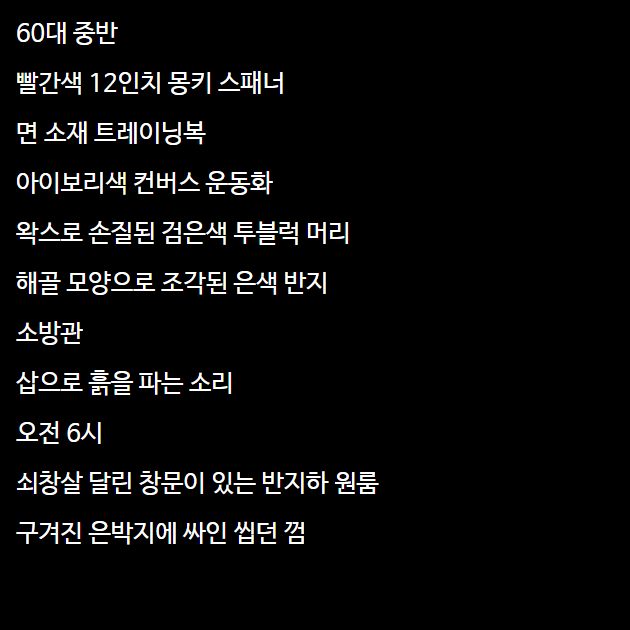 60대 중반
빨간색 12인치 몽키 스패너
면 소재 트레이닝복
아이보리색 컨버스 운동화
왁스로 손질된 검은색 투블럭 머리
해골 모양으로 조각된 은색 반지
소방관
삽으로 흙을 파는 소리
오전 6시
쇠창살 달린 창문이 있는 반지하 원룸
구겨진 은박지에 싸인 씹던 껌